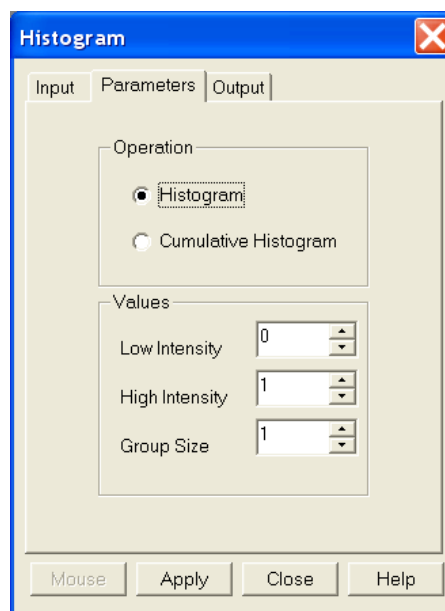 Histogram
Input Parameters Output
Operation
Histogram
Cumulative Histogram
Values
Low Intensity 0
High Intensity 1
Group Size 1
Mouse Apply Close Help